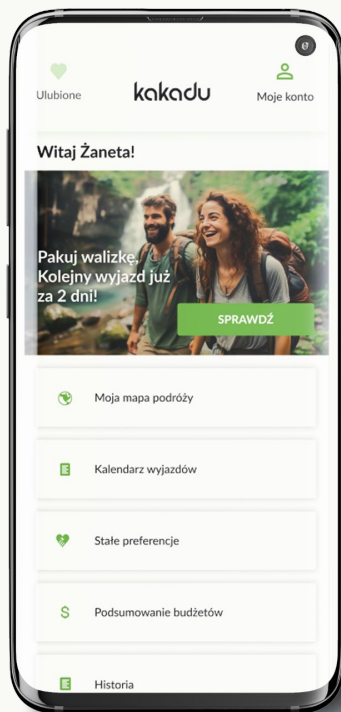 Ulubione
kakadu
Moje konto
Witaj Żaneta!
Pakuj walizkę,
Kolejny wyjazd już
za 2 dni!
SPRAWDŹ
Moja mapa podróży
Kalendarz wyjazdów
Stałe preferencje
$ Podsumowanie budżetów
Historia